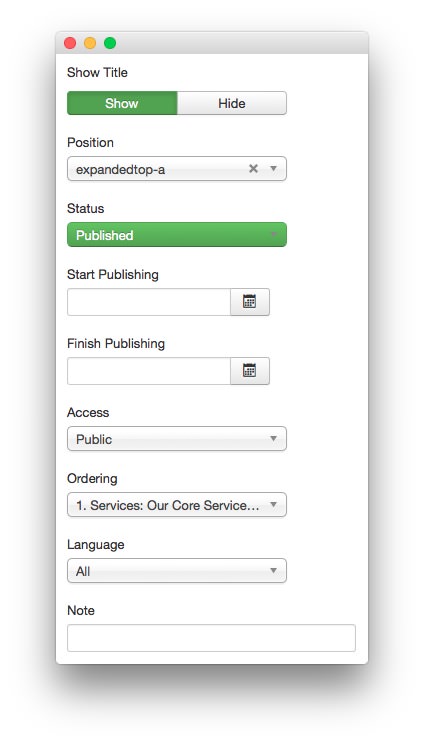 Show Title
Show Hide
Position
expandedtop-a
Status
Published
Start Publishing
Finish Publishing
Access
Public
Ordering
1. Services: Our Core Service...
Language
All
Note